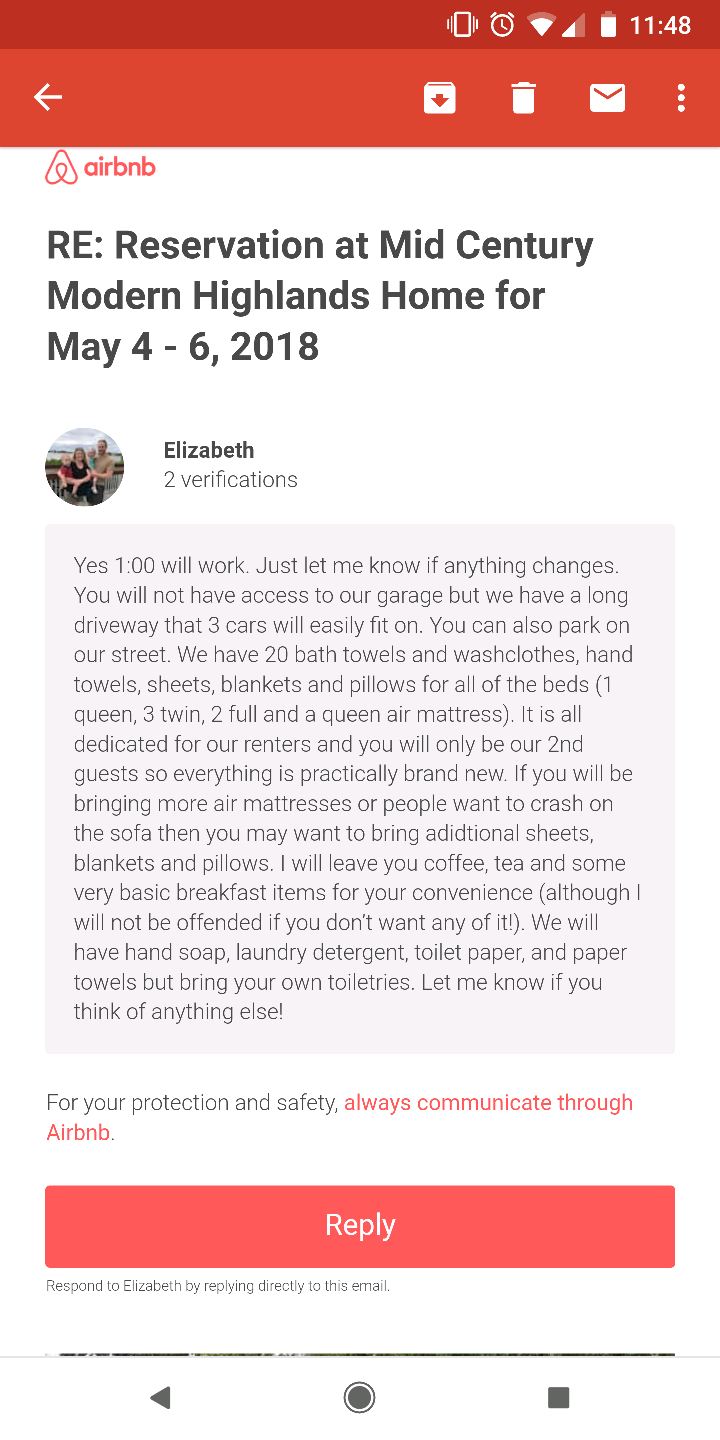 11:48
airbnb
RE: Reservation at Mid Century
Modern Highlands Home for
May 4 - 6, 2018
Elizabeth
2 verifications
Yes 1:00 will work. Just let me know if anything changes.
You will not have access to our garage but we have a long
driveway that 3 cars will easily fit on. You can also park on
our street. We have 20 bath towels and washclothes, hand
towels, sheets, blankets and pillows for all of the beds (1
queen, 3 twin, 2 full and a queen air mattress). It is all
dedicated for our renters and you will only be our 2nd
guests so everything is practically brand new. If you will be
bringing more air mattresses or people want to crash on
the sofa then you may want to bring adidtional sheets,
blankets and pillows. I will leave you coffee, tea and some
very basic breakfast items for your convenience (although I
will not be offended if you don’t want any of it!). We will
have hand soap, laundry detergent, toilet paper, and paper
towels but bring your own toiletries. Let me know if you
think of anything else!
For your protection and safety, always communicate through
Airbnb.
Reply
Respond to Elizabeth by replying directly to this email.